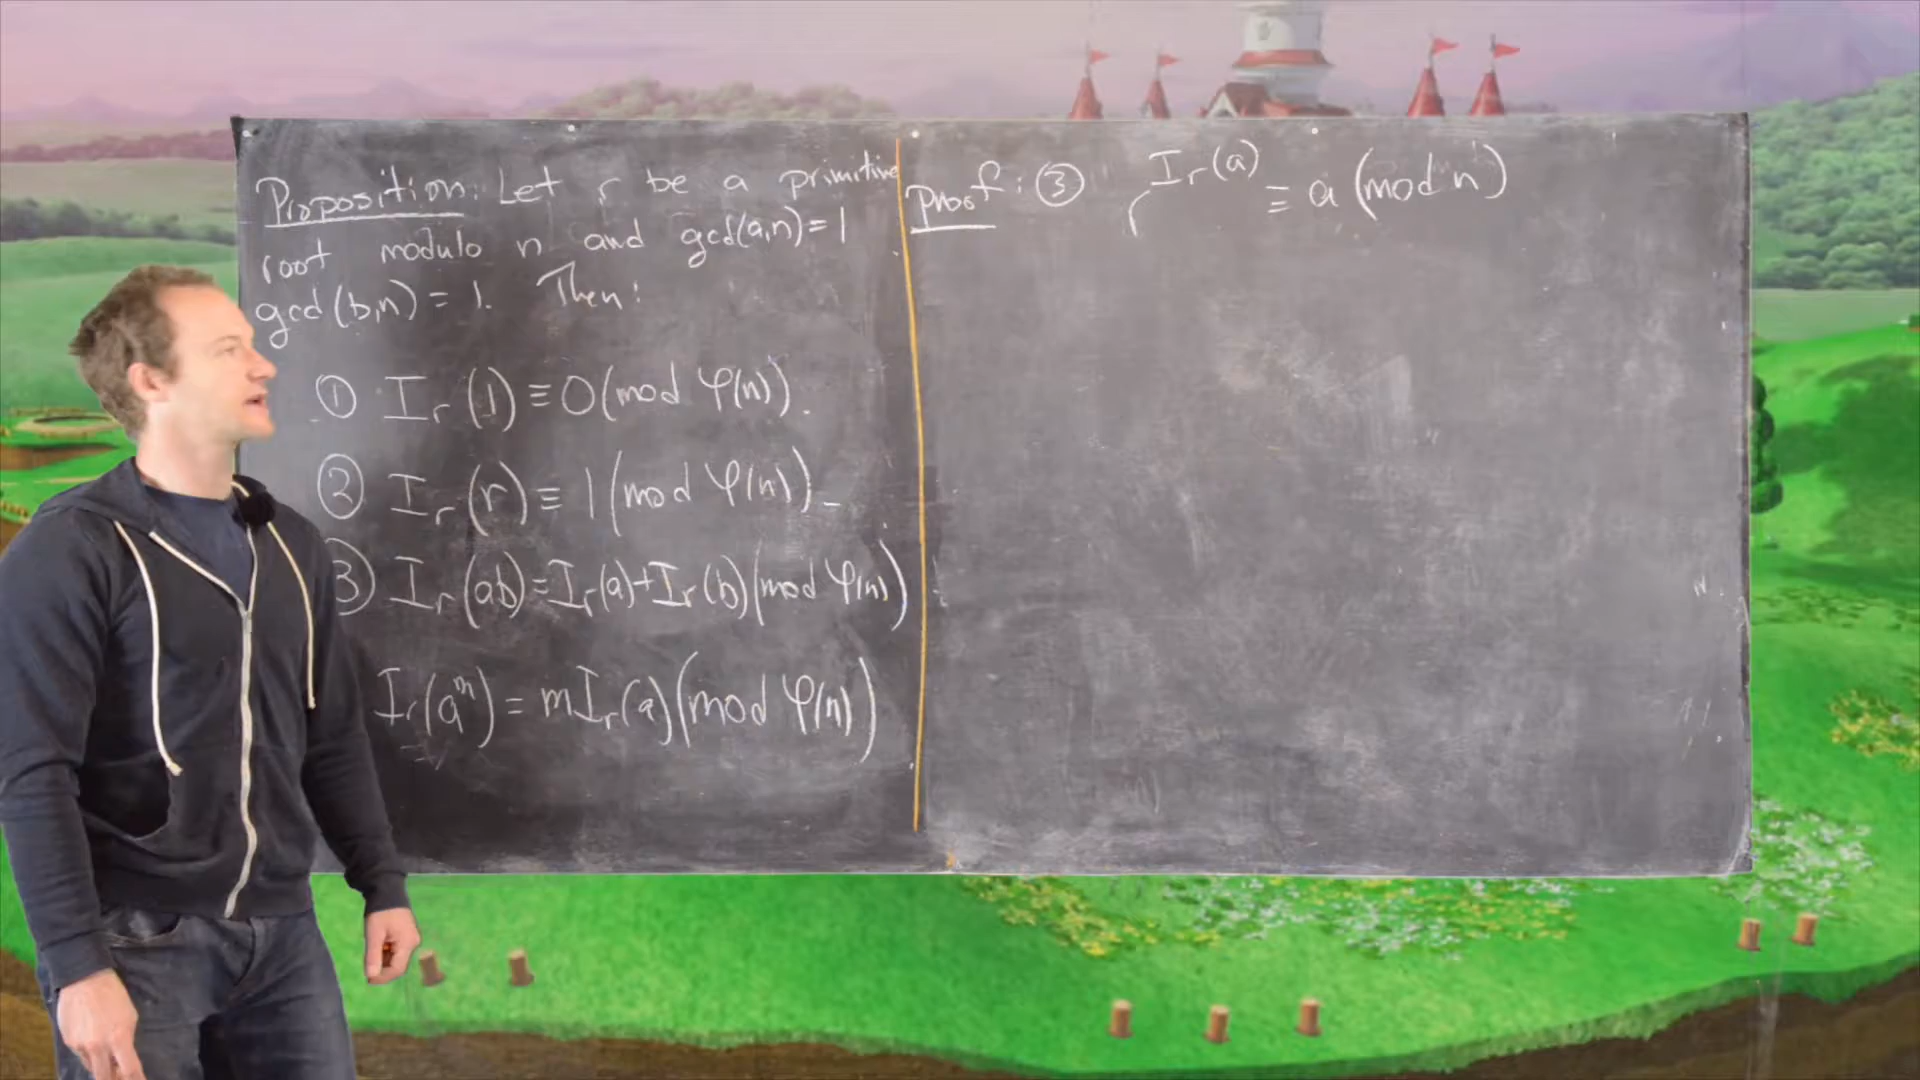 Proposition: Let r be a primitive
root modulo n and gcd(a,n)=1
gcd(b,n)=1. Then:
① I_r(1)≡0(mod φ(n)).
② I_r(r)≡1(mod φ(n)).
③ I_r(ab)=I_r(a)+I_r(b)(mod φ(n))
I_r(a^m)=mI_r(a)(mod φ(n))
Proof: ③ r^{I_r(a)} ≡ a (mod n)